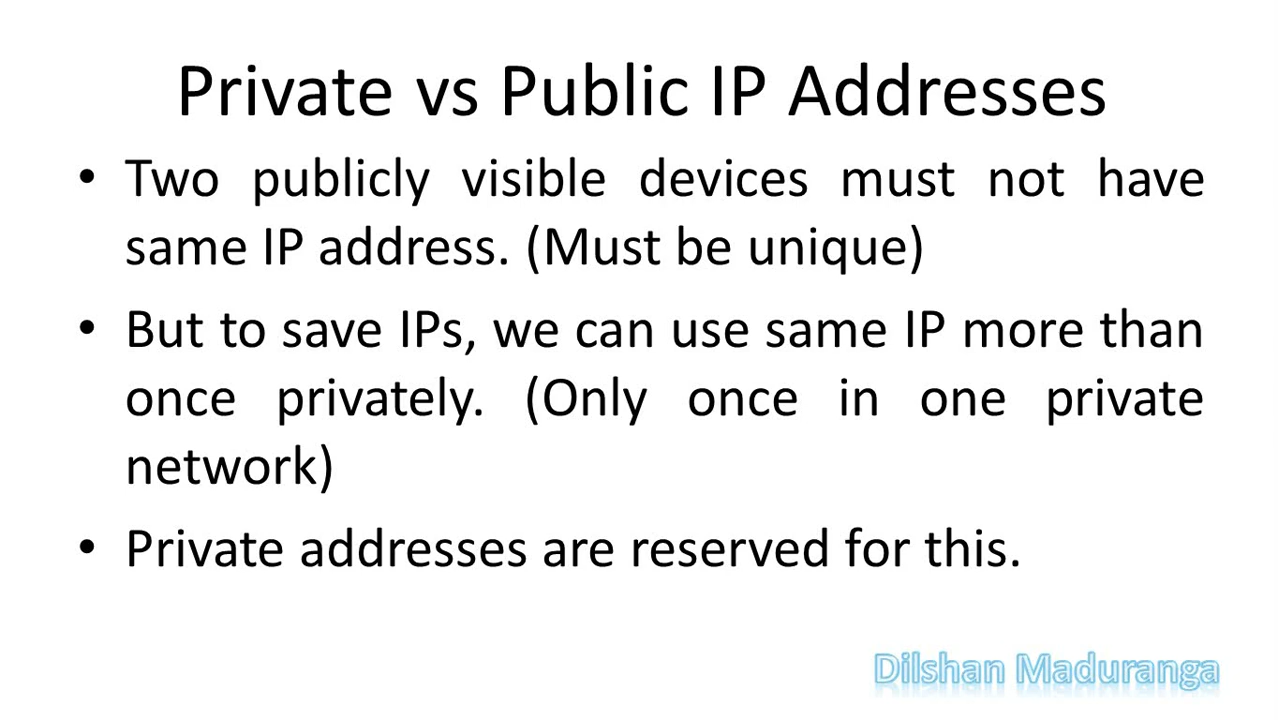 Private vs Public IP Addresses
• Two publicly visible devices must not have
same IP address. (Must be unique)
• But to save IPs, we can use same IP more than
once privately. (Only once in one private
network)
• Private addresses are reserved for this.
Dilshan Maduranga